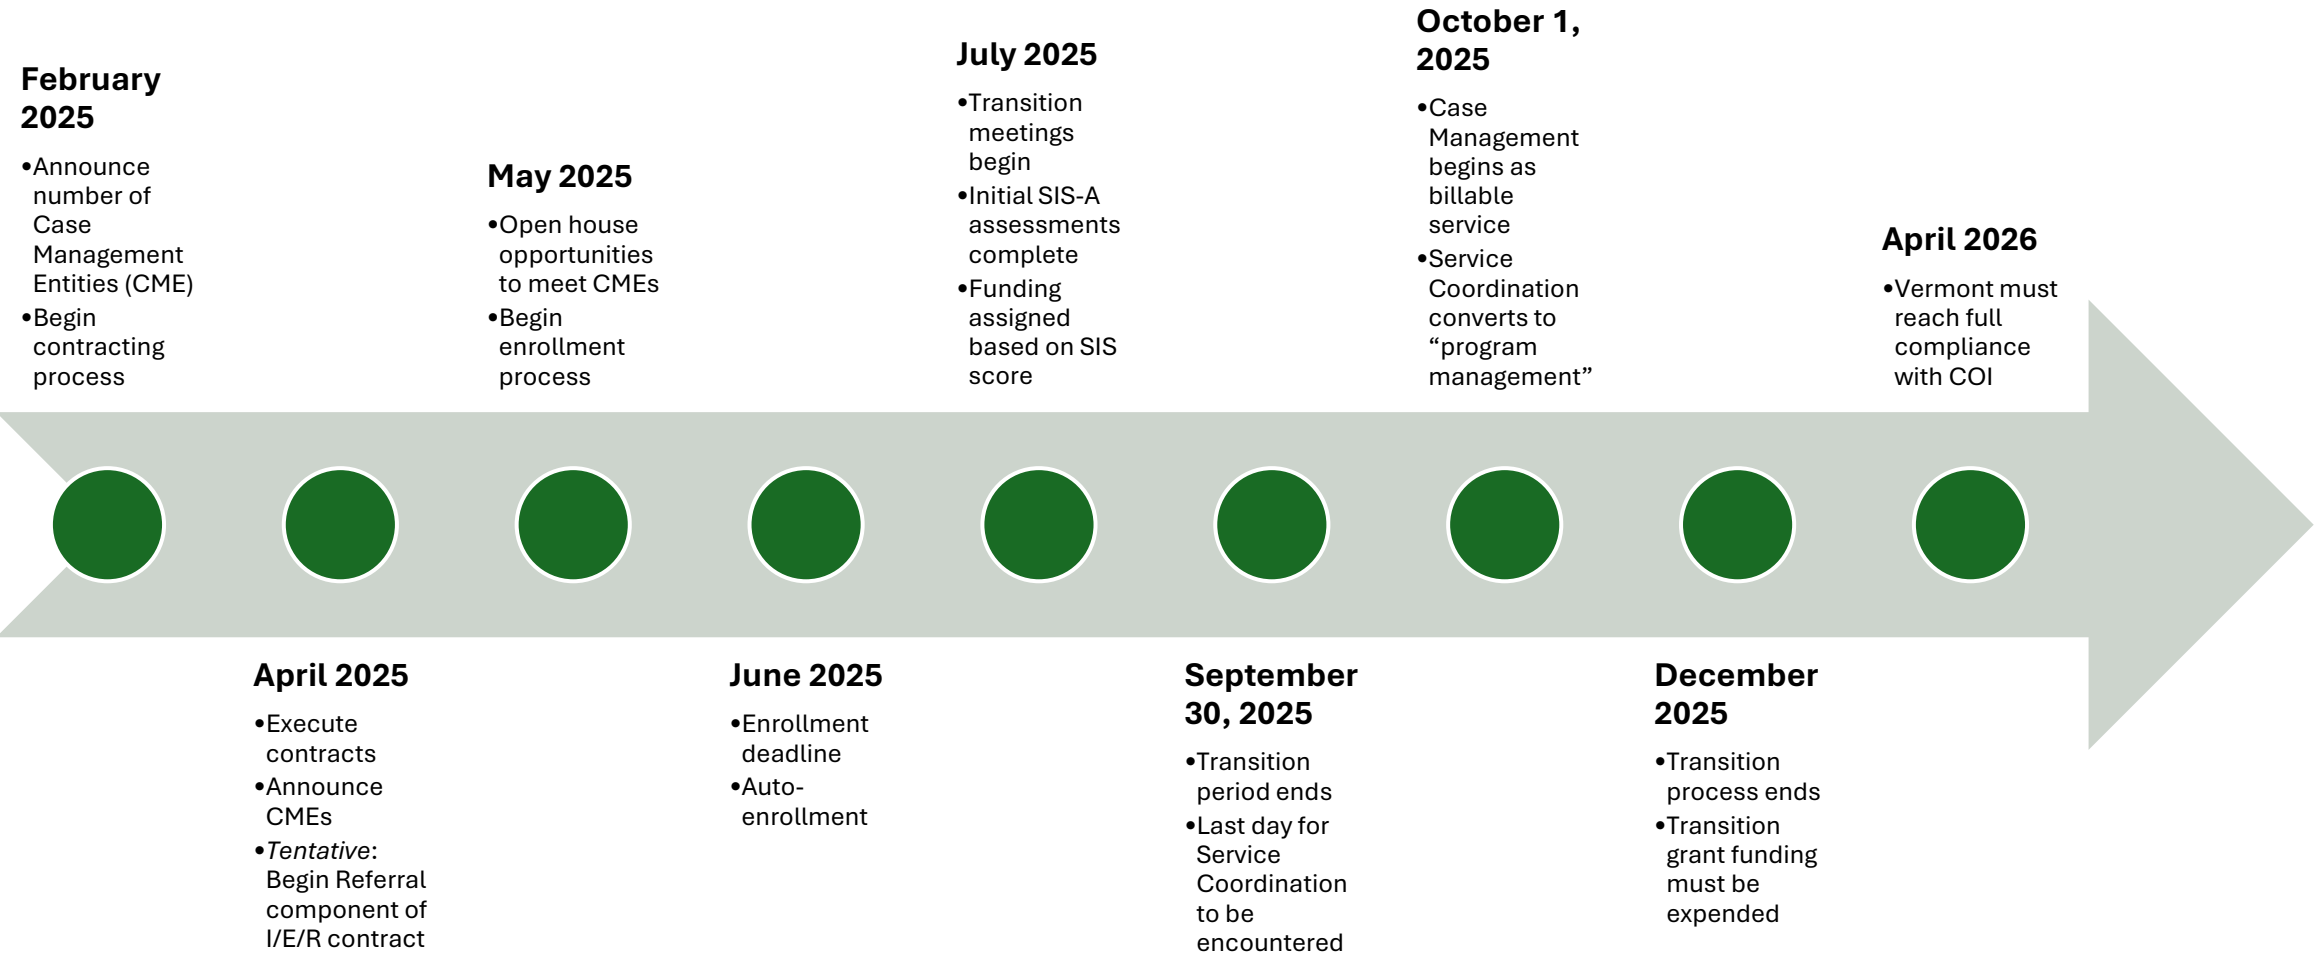 February
2025
•Announce
number of
Case
Management
Entities (CME)
•Begin
contracting
process
April 2025
•Execute
contracts
•Announce
CMEs
•Tentative:
Begin Referral
component of
I/E/R contract
May 2025
•Open house
opportunities
to meet CMEs
•Begin
enrollment
process
June 2025
•Enrollment
deadline
•Auto-
enrollment
July 2025
•Transition
meetings
begin
•Initial SIS-A
assessments
complete
•Funding
assigned
based on SIS
score
September
30, 2025
•Transition
period ends
•Last day for
Service
Coordination
to be
encountered
October 1,
2025
•Case
Management
begins as
billable
service
•Service
Coordination
converts to
“program
management”
December
2025
•Transition
process ends
•Transition
grant funding
must be
expended
April 2026
•Vermont must
reach full
compliance
with COI